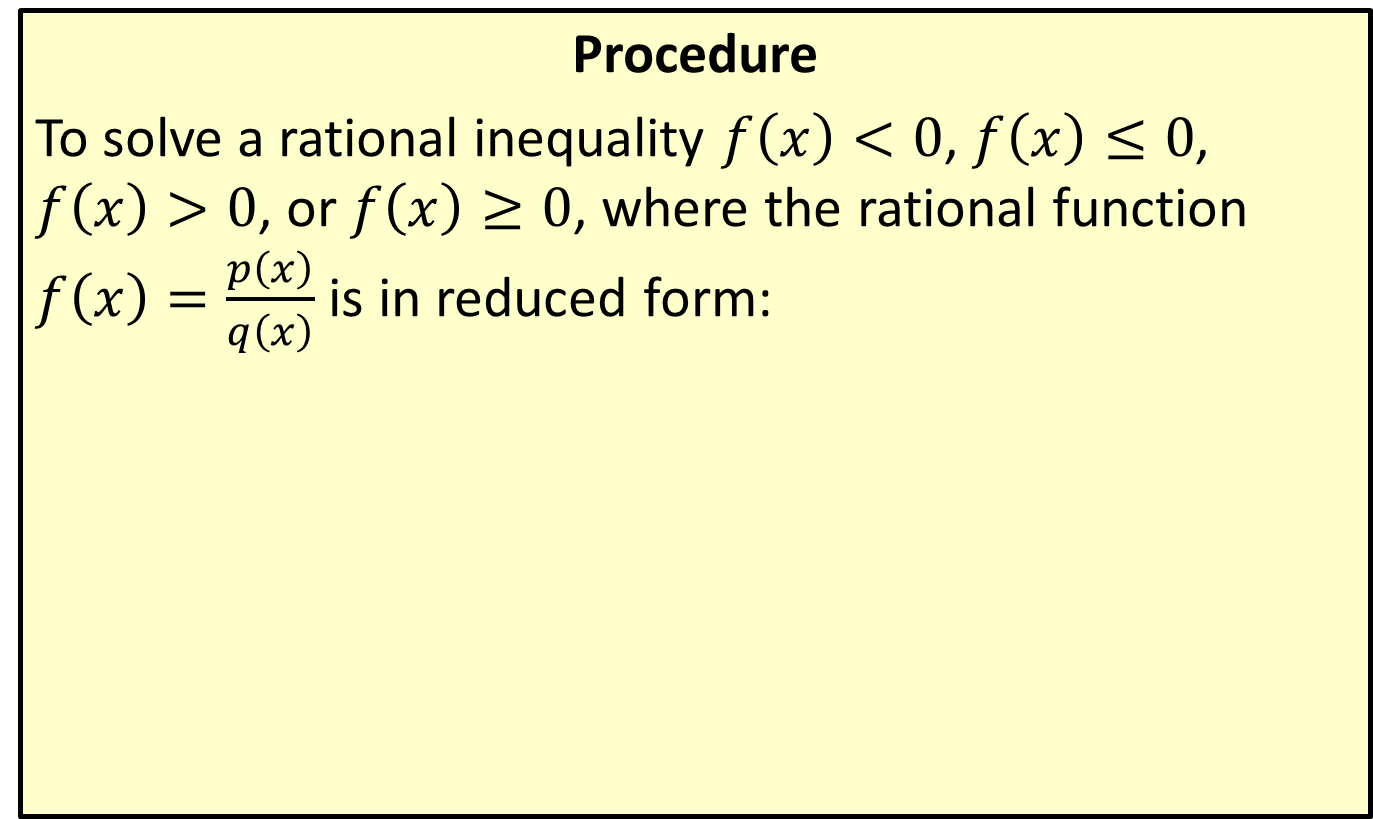 Procedure
To solve a rational inequality 𝑓(𝑥) < 0, 𝑓(𝑥) ≤ 0,
𝑓(𝑥) > 0, or 𝑓(𝑥) ≥ 0, where the rational function
𝑓(𝑥) = 𝑝(𝑥)/𝑞(𝑥) is in reduced form: